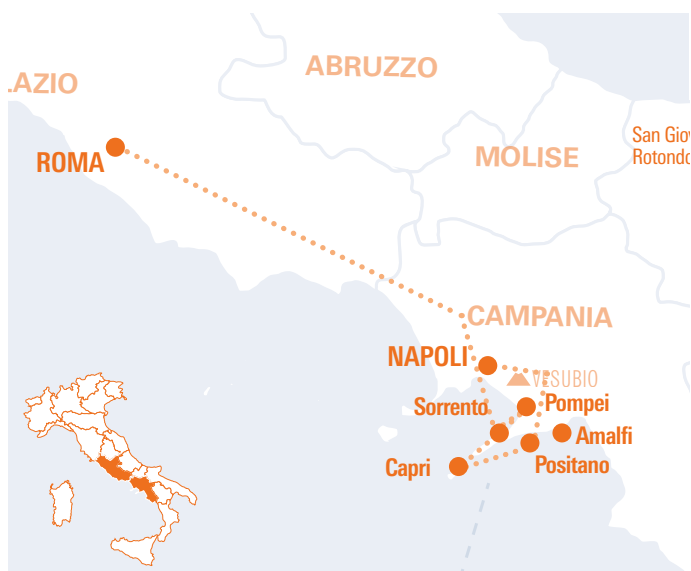 ABRUZZO
LAZIO
San Giov
Rotondo
ROMA
MOLISE
CAMPANIA
NAPOLI
VESUBIO
Sorrento
Pompei
Amalfi
Capri
Positano